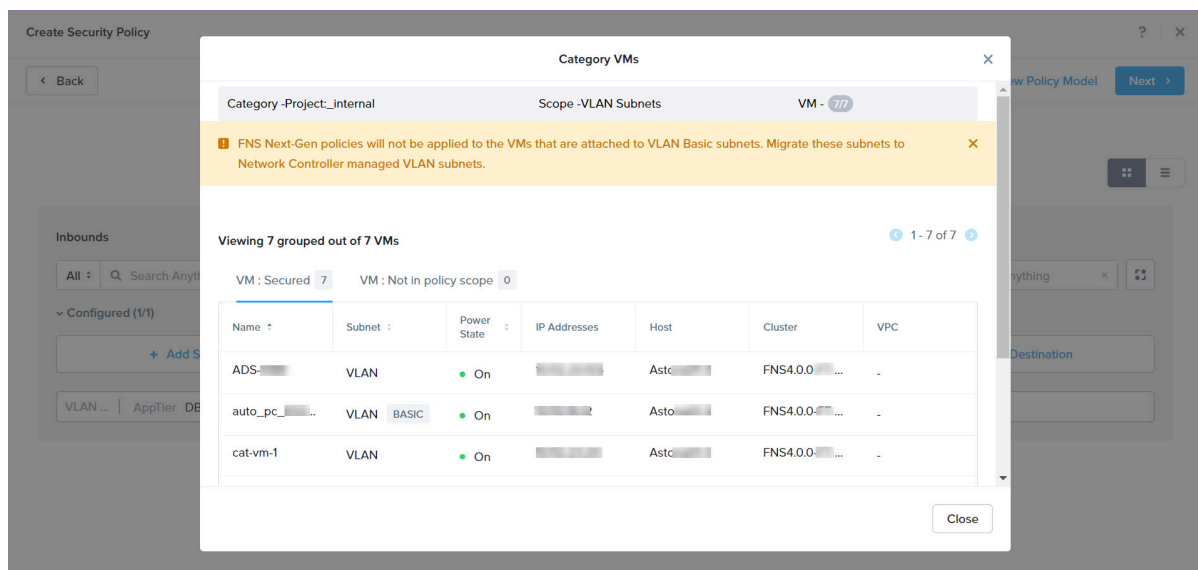 Create Security Policy
?
Category VMs
Back
Policy Model
Next
Category -Project:_internal Scope -VLAN Subnets VM - 7/7
FNS Next-Gen policies will not be applied to the VMs that are attached to VLAN Basic subnets. Migrate these subnets to
Network Controller managed VLAN subnets.
Inbounds
Viewing 7 grouped out of 7 VMs 1 - 7 of 7
All Search Anyt
nything
VM : Secured 7 VM : Not in policy scope 0
Configured (1/1)
Name Subnet Power State IP Addresses Host Cluster VPC
+ Add S
Destination
ADS- VLAN On Asto FNS4.0.0 ... -
VLAN ... AppTier DB
auto_pc_ .. VLAN BASIC On Asto FNS4.0.0- ... -
cat-vm-1 VLAN On Asto FNS4.0.0- ... -
Close